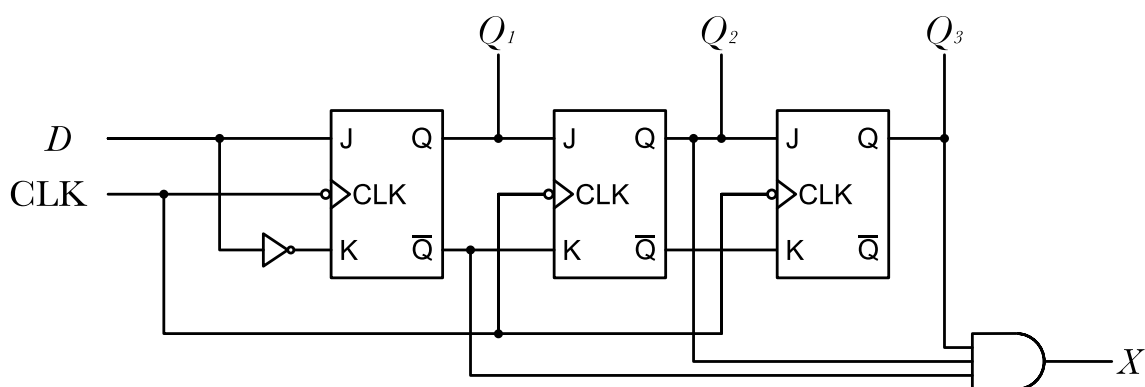 Q1 Q2 Q3
D J Q J Q J Q
CLK CLK CLK CLK
K Q̅ K Q̅ K Q̅
X